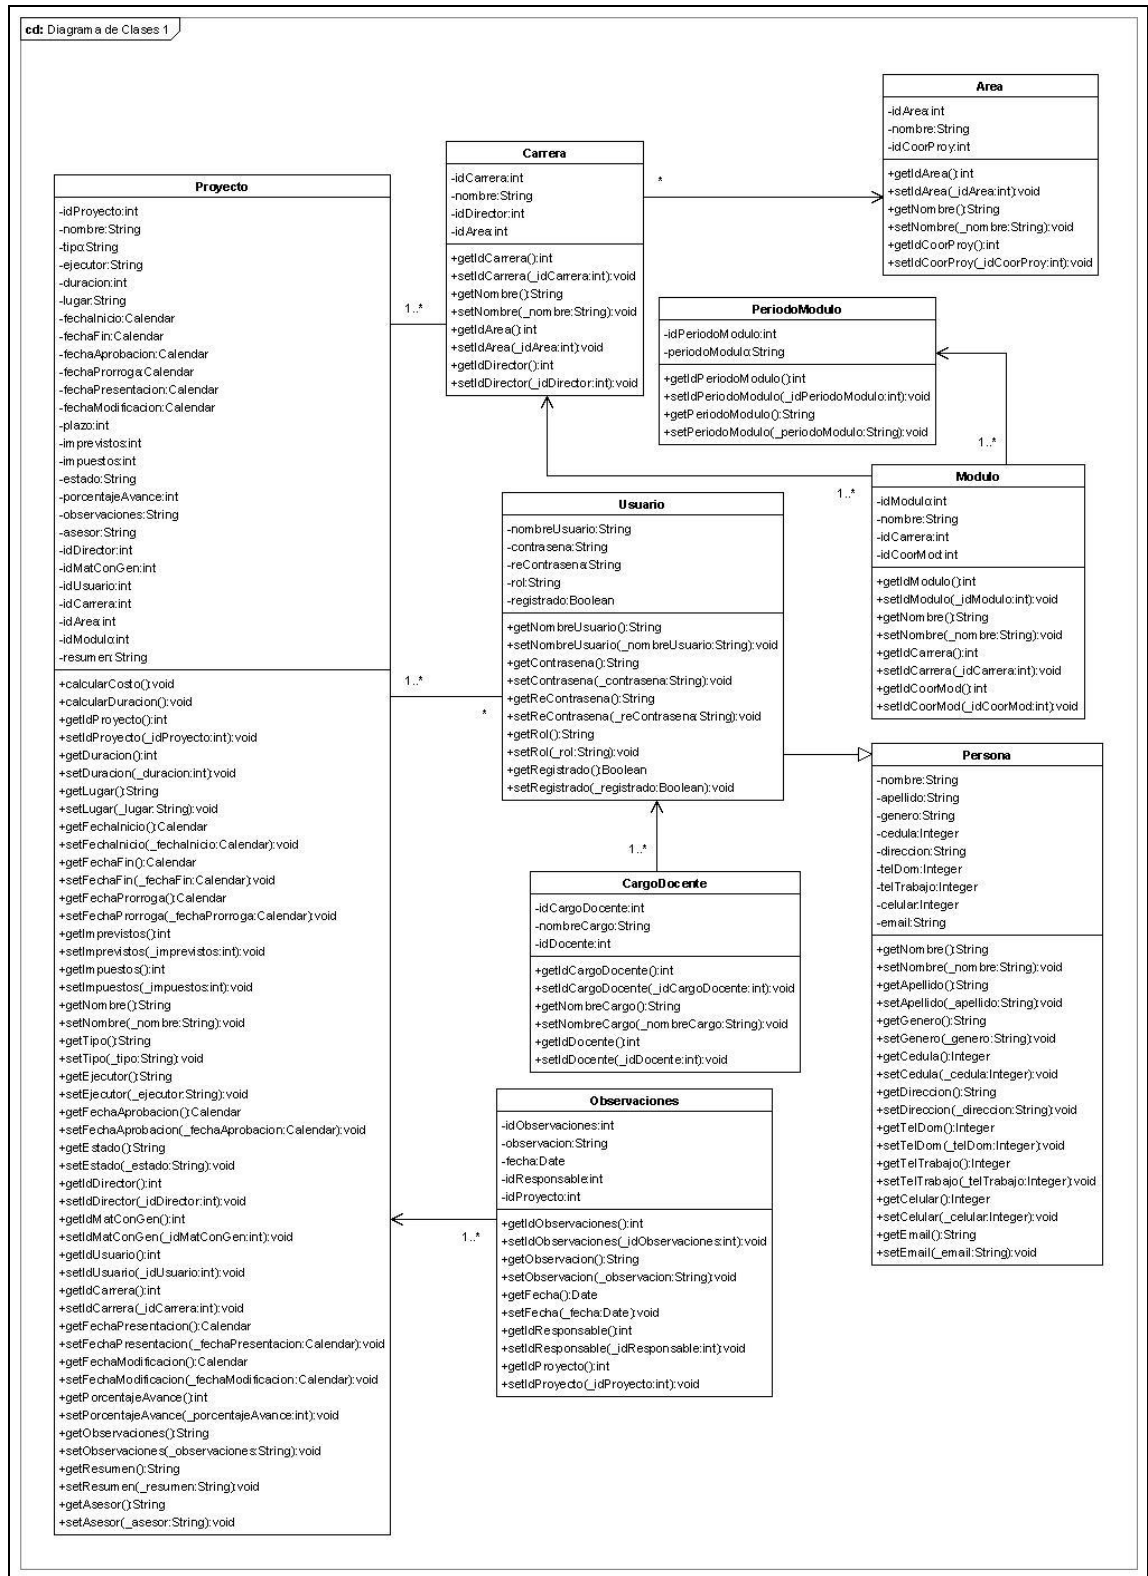 cd: Diagrama de Clases 1
Proyecto
-idProyecto:int
-nombre:String
-tipo:String
-ejecutor:String
-duracion:int
-lugar:String
-fechaInicio:Calendar
-fechaFin:Calendar
-fechaAprobacion:Calendar
-fechaProrroga:Calendar
-fechaPresentacion:Calendar
-fechaModificacion:Calendar
-plazo:int
-imprevistos:int
-impuestos:int
-estado:String
-porcentajeAvance:int
-observaciones:String
-asesor:String
-idDirector:int
-idMatConGen:int
-idUsuario:int
-idCarrera:int
-idArea:int
-idModulo:int
-resumen:String
+calcularCosto():void
+calcularDuracion():void
+getIdProyecto():int
+setIdProyecto(_idProyecto:int):void
+getDuracion():int
+setDuracion(_duracion:int):void
+getLugar():String
+setLugar(_lugar:String):void
+getFechaInicio():Calendar
+setFechaInicio(_fechaInicio:Calendar):void
+getFechaFin():Calendar
+setFechaFin(_fechaFin:Calendar):void
+getFechaProrroga():Calendar
+setFechaProrroga(_fechaProrroga:Calendar):void
+getImprevistos():int
+setImprevistos(_imprevistos:int):void
+getImpuestos():int
+setImpuestos(_impuestos:int):void
+getNombre():String
+setNombre(_nombre:String):void
+getTipo():String
+setTipo(_tipo:String):void
+getEjecutor():String
+setEjecutor(_ejecutor:String):void
+getFechaAprobacion():Calendar
+setFechaAprobacion(_fechaAprobacion:Calendar):void
+getEstado():String
+setEstado(_estado:String):void
+getIdDirector():int
+setIdDirector(_idDirector:int):void
+getIdMatConGen():int
+setIdMatConGen(_idMatConGen:int):void
+getIdUsuario():int
+setIdUsuario(_idUsuario:int):void
+getIdCarrera():int
+setIdCarrera(_idCarrera:int):void
+getFechaPresentacion():Calendar
+setFechaPresentacion(_fechaPresentacion:Calendar):void
+getFechaModificacion():Calendar
+setFechaModificacion(_fechaModificacion:Calendar):void
+getPorcentajeAvance():int
+setPorcentajeAvance(_porcentajeAvance:int):void
+getObservaciones():String
+setObservaciones(_observaciones:String):void
+getResumen():String
+setResumen(_resumen:String):void
+getAsesor():String
+setAsesor(_asesor:String):void
1..*
1..*
*
1..*
Carrera
-idCarrera:int
-nombre:String
-idDirector:int
-idArea:int
+getIdCarrera():int
+setIdCarrera(_idCarrera:int):void
+getNombre():String
+setNombre(_nombre:String):void
+getIdArea():int
+setIdArea(_idArea:int):void
+getIdDirector():int
+setIdDirector(_idDirector:int):void
*
Area
-idArea:int
-nombre:String
-idCoorProy:int
+getIdArea():int
+setIdArea(_idArea:int):void
+getNombre():String
+setNombre(_nombre:String):void
+getIdCoorProy():int
+setIdCoorProy(_idCoorProy:int):void
PeriodoModulo
-idPeriodoModulo:int
-periodoModulo:String
+getIdPeriodoModulo():int
+setIdPeriodoModulo(_idPeriodoModulo:int):void
+getPeriodoModulo():String
+setPeriodoModulo(_periodoModulo:String):void
1..*
1..*
Modulo
-idModulo:int
-nombre:String
-idCarrera:int
-idCoorMod:int
+getIdModulo():int
+setIdModulo(_idModulo:int):void
+getNombre():String
+setNombre(_nombre:String):void
+getIdCarrera():int
+setIdCarrera(_idCarrera:int):void
+getIdCoorMod():int
+setIdCoorMod(_idCoorMod:int):void
Usuario
-nombreUsuario:String
-contrasena:String
-reContrasena:String
-rol:String
-registrado:Boolean
+getNombreUsuario():String
+setNombreUsuario(_nombreUsuario:String):void
+getContrasena():String
+setContrasena(_contrasena:String):void
+getReContrasena():String
+setReContrasena(_reContrasena:String):void
+getRol():String
+setRol(_rol:String):void
+getRegistrado():Boolean
+setRegistrado(_registrado:Boolean):void
1..*
Persona
-nombre:String
-apellido:String
-genero:String
-cedula:Integer
-direccion:String
-telDom:Integer
-telTrabajo:Integer
-celular:Integer
-email:String
+getNombre():String
+setNombre(_nombre:String):void
+getApellido():String
+setApellido(_apellido:String):void
+getGenero():String
+setGenero(_genero:String):void
+getCedula():Integer
+setCedula(_cedula:Integer):void
+getDireccion():String
+setDireccion(_direccion:String):void
+getTelDom():Integer
+setTelDom(_telDom:Integer):void
+getTelTrabajo():Integer
+setTelTrabajo(_telTrabajo:Integer):void
+getCelular():Integer
+setCelular(_celular:Integer):void
+getEmail():String
+setEmail(_email:String):void
CargoDocente
-idCargoDocente:int
-nombreCargo:String
-idDocente:int
+getIdCargoDocente():int
+setIdCargoDocente(_idCargoDocente:int):void
+getNombreCargo():String
+setNombreCargo(_nombreCargo:String):void
+getIdDocente():int
+setIdDocente(_idDocente:int):void
Observaciones
-idObservaciones:int
-observacion:String
-fecha:Date
-idResponsable:int
-idProyecto:int
+getIdObservaciones():int
+setIdObservaciones(_idObservaciones:int):void
+getObservacion():String
+setObservacion(_observacion:String):void
+getFecha():Date
+setFecha(_fecha:Date):void
+getIdResponsable():int
+setIdResponsable(_idResponsable:int):void
+getIdProyecto():int
+setIdProyecto(_idProyecto:int):void